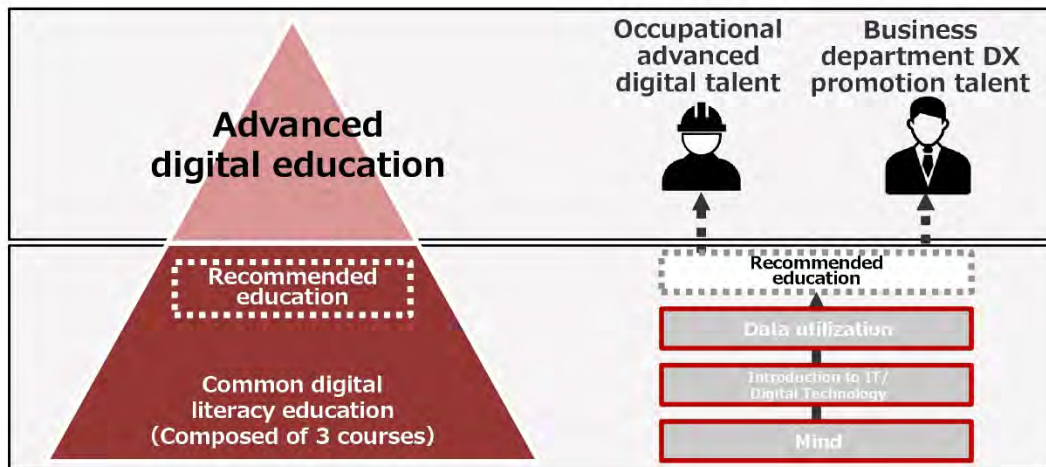 Advanced
digital education
Occupational
advanced
digital talent
Business
department DX
promotion talent
Recommended
education
Common digital
literacy education
(Composed of 3 courses)
Recommended
education
Data utilization
Introduction to IT/
Digital Technology
Mind